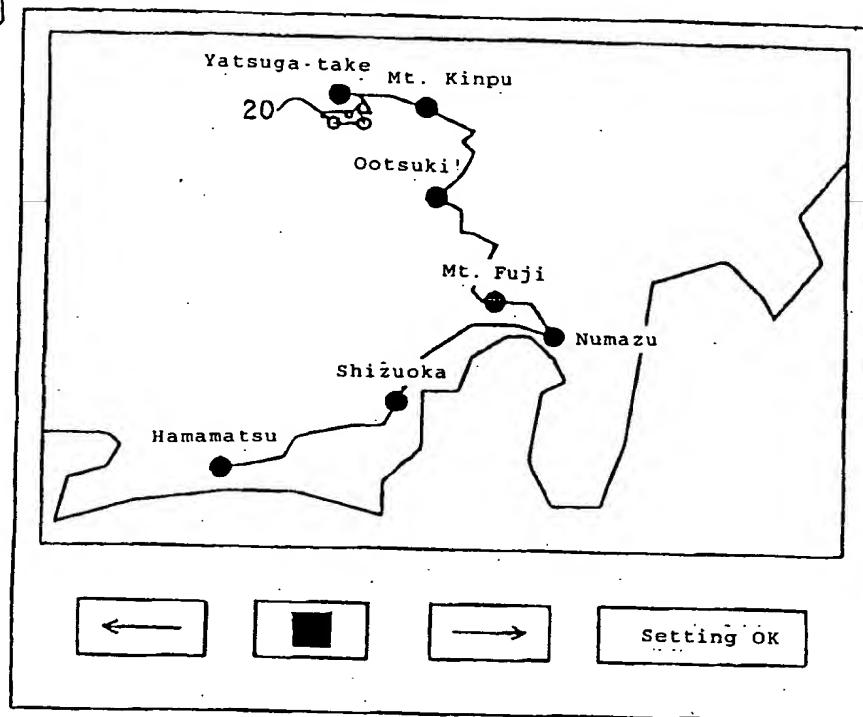 Yatsuga-take
Mt. Kinpu
20
Ootsuki!
Mt. Fuji
Numazu
Shizuoka
Hamamatsu
Setting OK